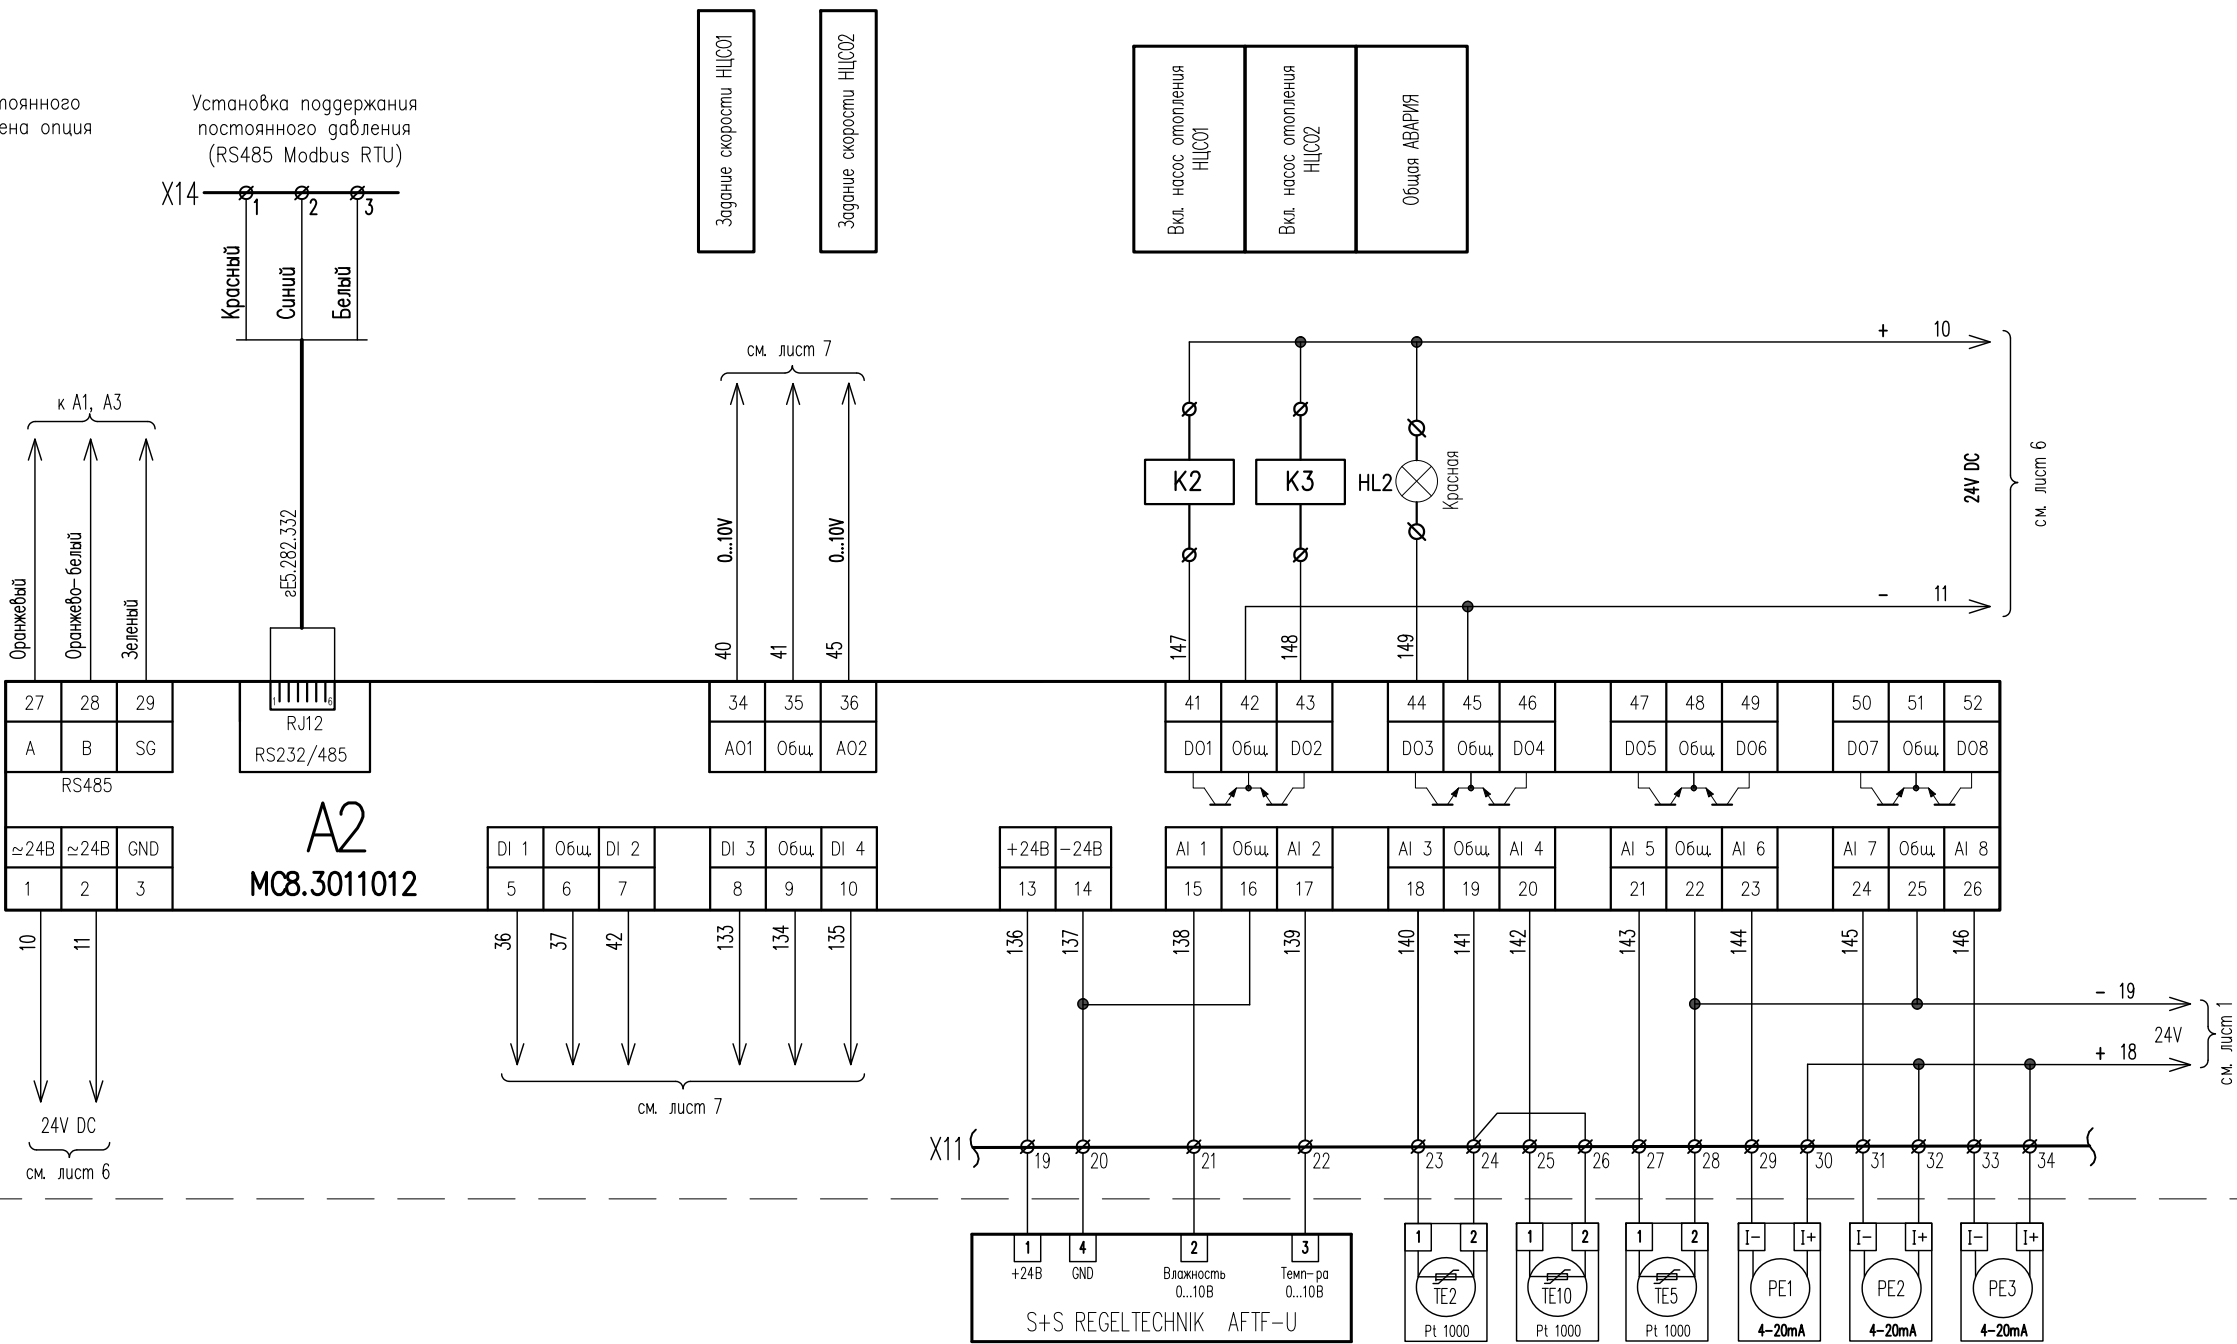 тоянного
ена опция
Установка поддержания
постоянного давления
(RS485 Modbus RTU)
X14
1
2
3
Красный
Синий
Белый
Задание скорости НЦСО1
Задание скорости НЦСО2
Вкл. насос отопления
НЦСО1
Вкл. насос отопления
НЦСО2
Общая АВАРИЯ
см. лист 7
к А1, А3
Оранжевый
Оранжево-белый
Зеленый
гЕ5.282.332
0...10V
0...10V
40
41
45
+ 10
K2
K3
HL2
Красная
24V DC
см. лист 6
- 11
147
148
149
27 28 29
A B SG
RS485
1 6
RJ12
RS232/485
34 35 36
AO1 Общ. AO2
41 42 43
DO1 Общ. DO2
44 45 46
DO3 Общ. DO4
47 48 49
DO5 Общ. DO6
50 51 52
DO7 Общ. DO8
A2
MC8.3011012
≃24В ≃24В GND
1 2 3
DI 1 Общ. DI 2
5 6 7
DI 3 Общ. DI 4
8 9 10
+24В -24В
13 14
AI 1 Общ. AI 2
15 16 17
AI 3 Общ. AI 4
18 19 20
AI 5 Общ. AI 6
21 22 23
AI 7 Общ. AI 8
24 25 26
10
11
36
37
42
133
134
135
136
137
138
139
140
141
142
143
144
145
146
- 19
24V
+ 18
см. лист 1
24V DC
см. лист 6
см. лист 7
X11
19 20 21 22 23 24 25 26 27 28 29 30 31 32 33 34
1 4 2 3
+24В GND Влажность 0...10В Темп-ра 0...10В
S+S REGELTECHNIK AFTF-U
1 2
TE2
Pt 1000
1 2
TE10
Pt 1000
1 2
TE5
Pt 1000
I- I+
PE1
4-20mA
I- I+
PE2
4-20mA
I- I+
PE3
4-20mA